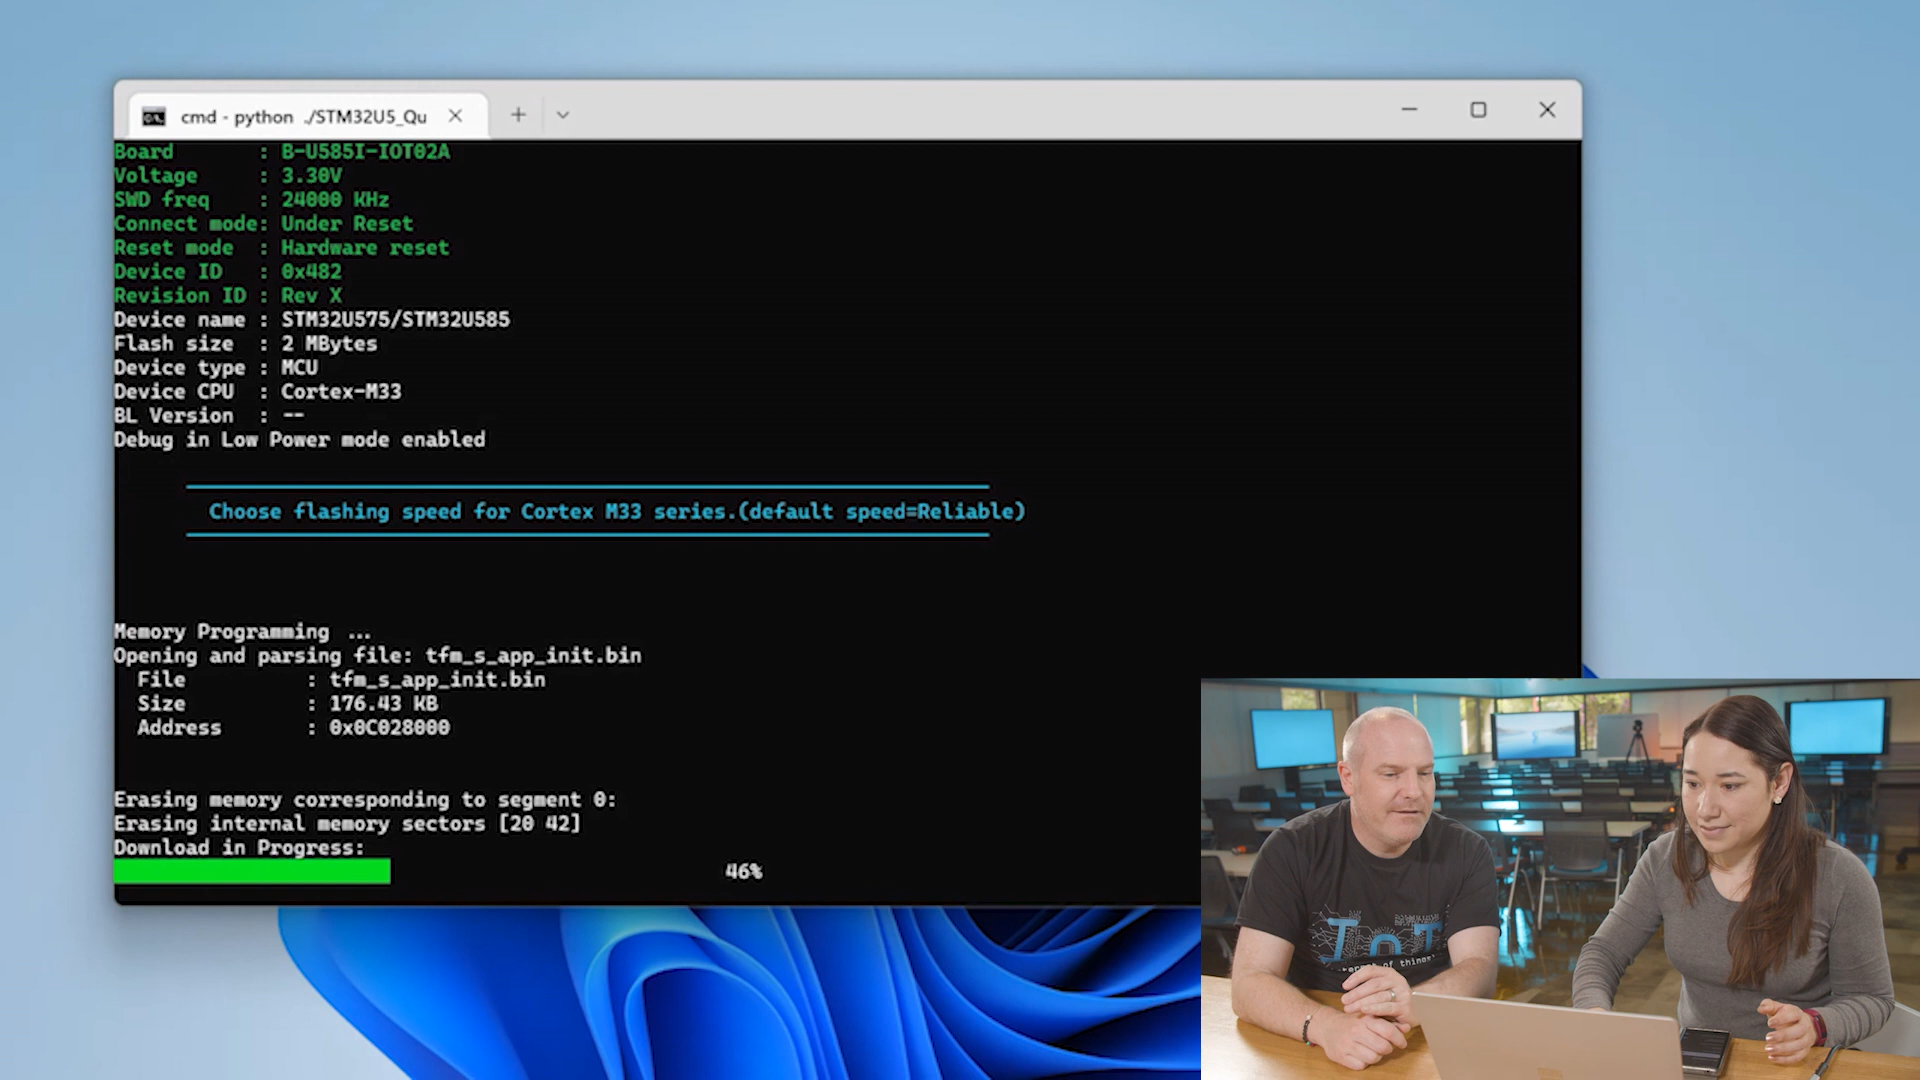 cmd - python ./STM32U5_Qu
Board : B-U585I-IOT02A
Voltage : 3.30V
SWD freq : 24000 KHz
Connect mode: Under Reset
Reset mode : Hardware reset
Device ID : 0x482
Revision ID : Rev X
Device name : STM32U575/STM32U585
Flash size : 2 MBytes
Device type : MCU
Device CPU : Cortex-M33
BL Version : --
Debug in Low Power mode enabled
Choose flashing speed for Cortex M33 series.(default speed=Reliable)
Memory Programming ...
Opening and parsing file: tfm_s_app_init.bin
File : tfm_s_app_init.bin
Size : 176.43 KB
Address : 0x0C028000
Erasing memory corresponding to segment 0:
Erasing internal memory sectors [20 42]
Download in Progress:
46%
IoT
of things